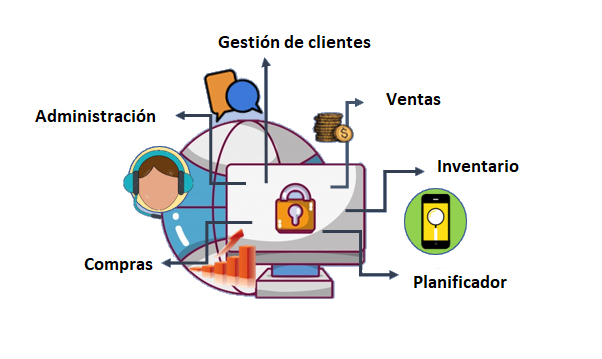 Gestión de clientes
Administración
Ventas
Inventario
Compras
Planificador
$